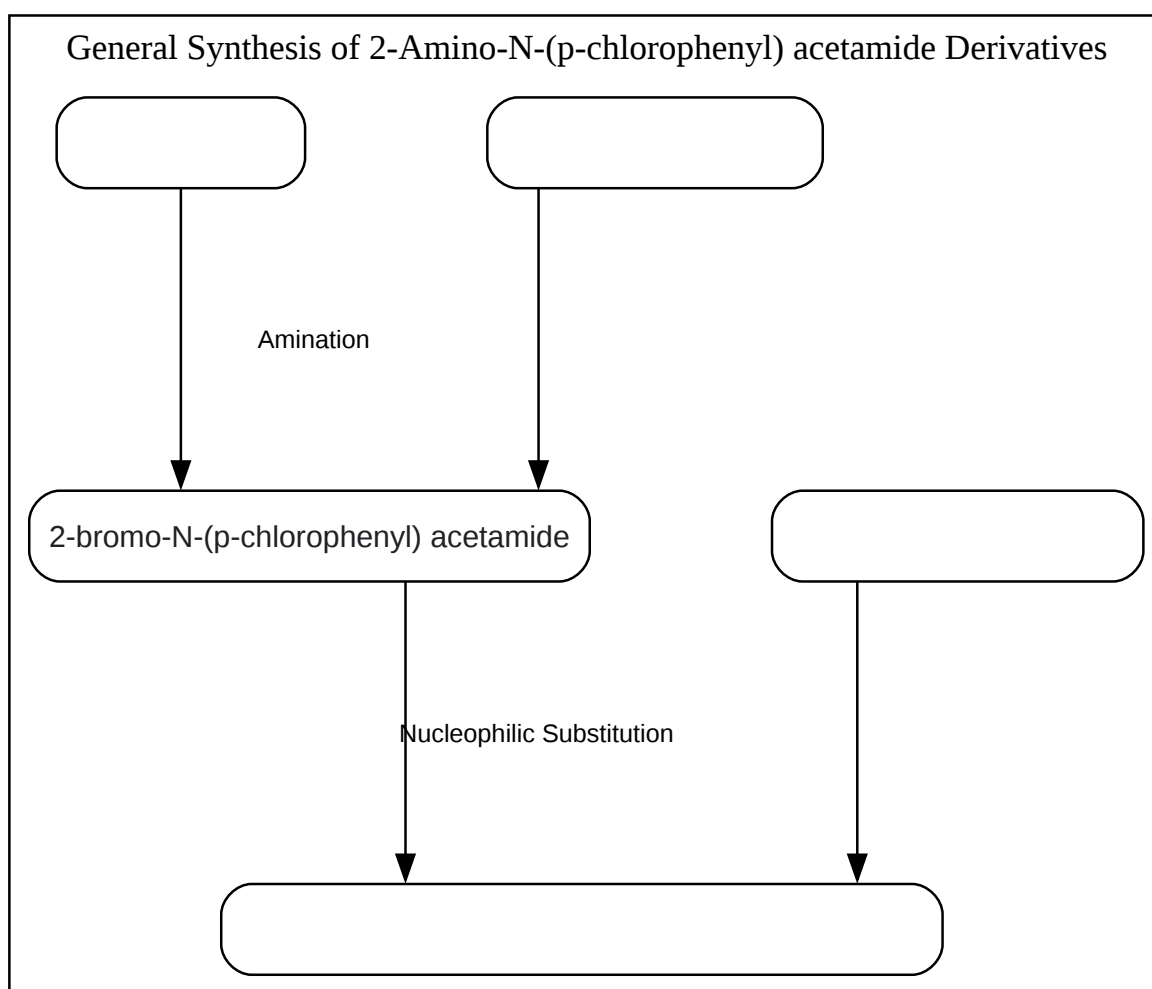 General Synthesis of 2-Amino-N-(p-chlorophenyl) acetamide Derivatives
Amination
2-bromo-N-(p-chlorophenyl) acetamide
Nucleophilic Substitution